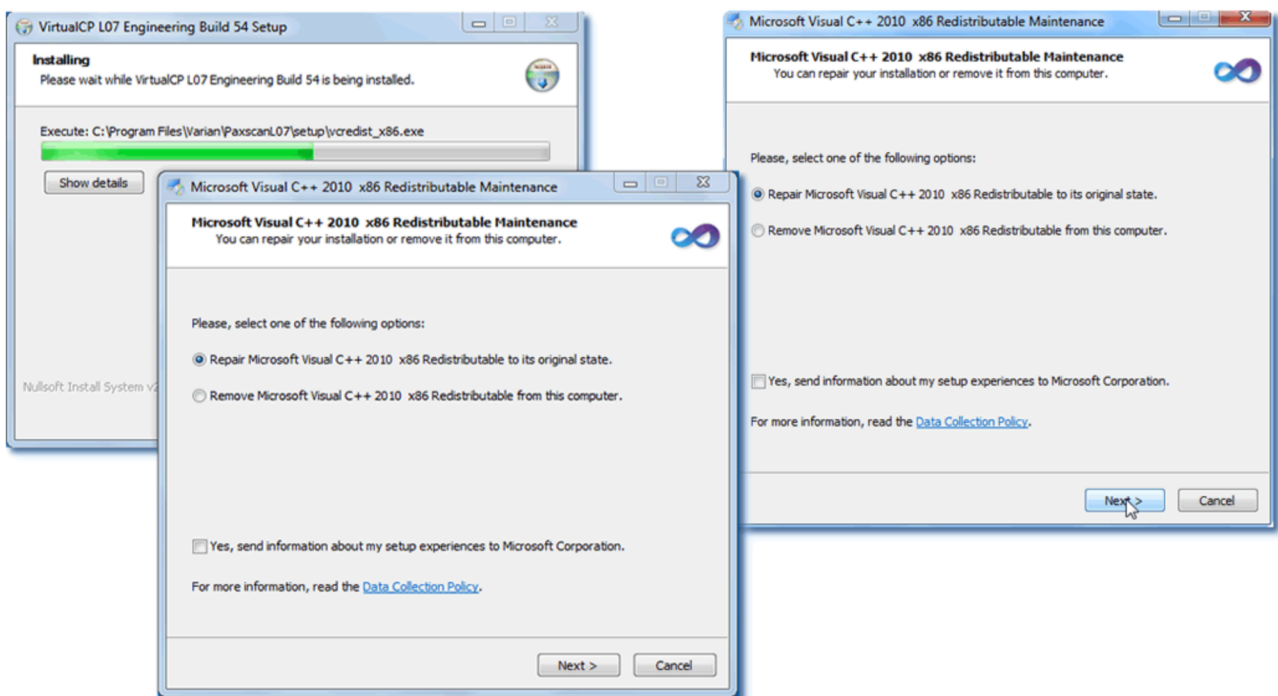 VirtualCP L07 Engineering Build 54 Setup
Installing
Please wait while VirtualCP L07 Engineering Build 54 is being installed.
Execute: C:\Program Files\Varian\PaxscanL07\setup\vcredist_x86.exe
Show details
Nullsoft Install System
Microsoft Visual C++ 2010 x86 Redistributable Maintenance
Microsoft Visual C++ 2010 x86 Redistributable Maintenance
You can repair your installation or remove it from this computer.
Please, select one of the following options:
Repair Microsoft Visual C++ 2010 x86 Redistributable to its original state.
Remove Microsoft Visual C++ 2010 x86 Redistributable from this computer.
Yes, send information about my setup experiences to Microsoft Corporation.
For more information, read the Data Collection Policy.
Next > Cancel
Microsoft Visual C++ 2010 x86 Redistributable Maintenance
Microsoft Visual C++ 2010 x86 Redistributable Maintenance
You can repair your installation or remove it from this computer.
Please, select one of the following options:
Repair Microsoft Visual C++ 2010 x86 Redistributable to its original state.
Remove Microsoft Visual C++ 2010 x86 Redistributable from this computer.
Yes, send information about my setup experiences to Microsoft Corporation.
For more information, read the Data Collection Policy.
Next > Cancel